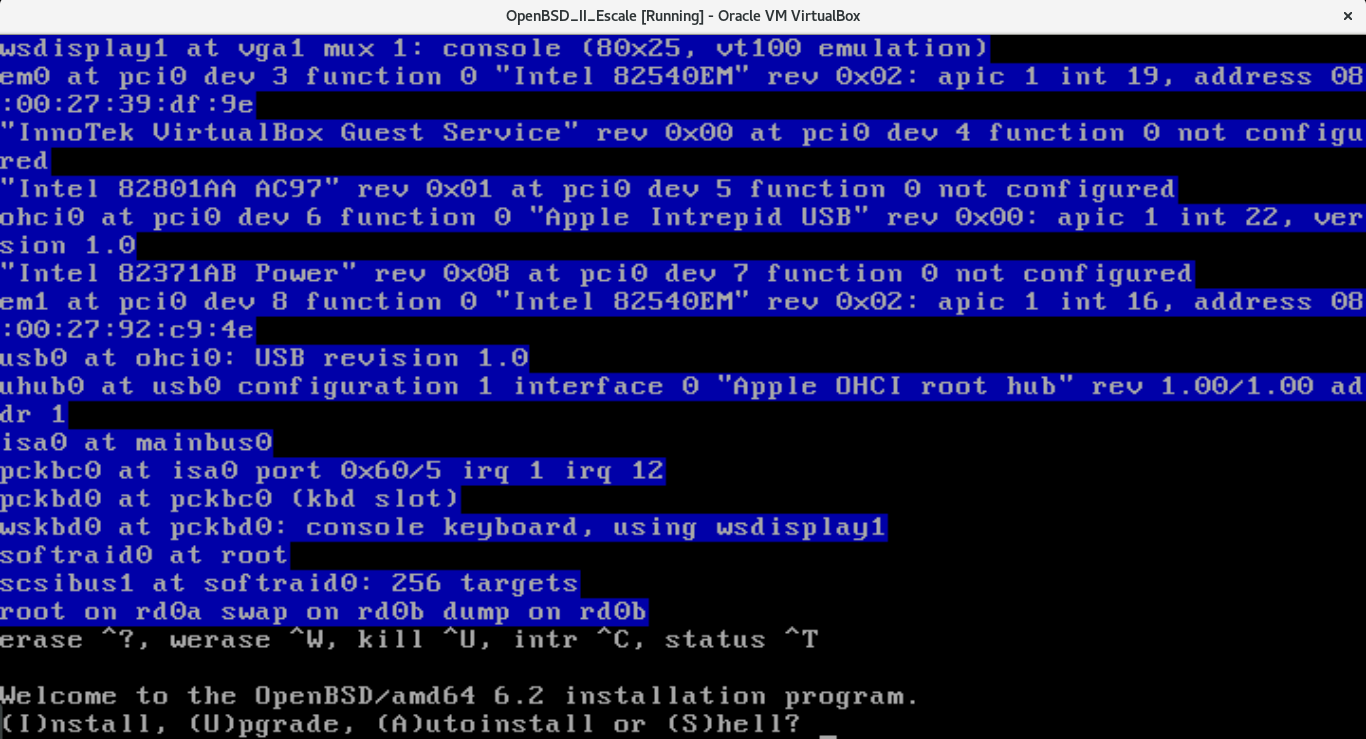 OpenBSD_II_Escale [Running] - Oracle VM VirtualBox
×
wsdisplay1 at vga1 mux 1: console (80x25, vt100 emulation)
em0 at pci0 dev 3 function 0 "Intel 82540EM" rev 0x02: apic 1 int 19, address 08
:00:27:39:df:9e
"InnoTek VirtualBox Guest Service" rev 0x00 at pci0 dev 4 function 0 not configu
red
"Intel 82801AA AC97" rev 0x01 at pci0 dev 5 function 0 not configured
ohci0 at pci0 dev 6 function 0 "Apple Intrepid USB" rev 0x00: apic 1 int 22, ver
sion 1.0
"Intel 82371AB Power" rev 0x08 at pci0 dev 7 function 0 not configured
em1 at pci0 dev 8 function 0 "Intel 82540EM" rev 0x02: apic 1 int 16, address 08
:00:27:92:c9:4e
usb0 at ohci0: USB revision 1.0
uhub0 at usb0 configuration 1 interface 0 "Apple OHCI root hub" rev 1.00/1.00 ad
dr 1
isa0 at mainbus0
pckbc0 at isa0 port 0x60/5 irq 1 irq 12
pckbd0 at pckbc0 (kbd slot)
wskbd0 at pckbd0: console keyboard, using wsdisplay1
softraid0 at root
scsibus1 at softraid0: 256 targets
root on rd0a swap on rd0b dump on rd0b
erase ^?, werase ^W, kill ^U, intr ^C, status ^T
Welcome to the OpenBSD/amd64 6.2 installation program.
(I)nstall, (U)pgrade, (A)utoinstall or (S)hell? _